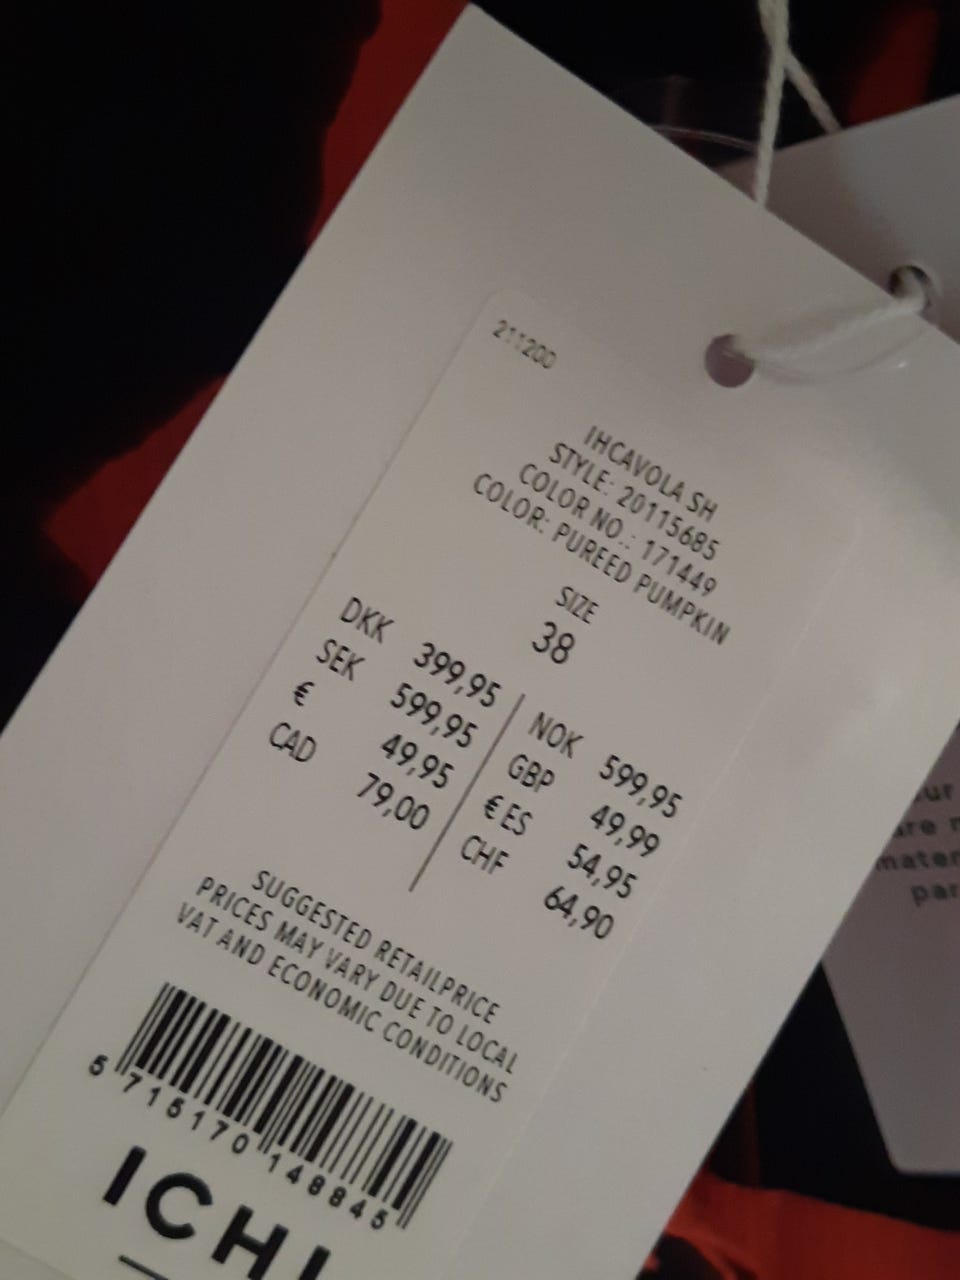 211200
IHCAVOLA SH
STYLE: 20115685
COLOR NO.: 171449
COLOR: PUREED PUMPKIN
SIZE
38
DKK 399,95
SEK 599,95
€ 49,95
CAD 79,00
NOK 599,95
GBP 49,99
€ ES 54,95
CHF 64,90
SUGGESTED RETAILPRICE
PRICES MAY VARY DUE TO LOCAL
VAT AND ECONOMIC CONDITIONS
5 715170 148845
ICHI
par